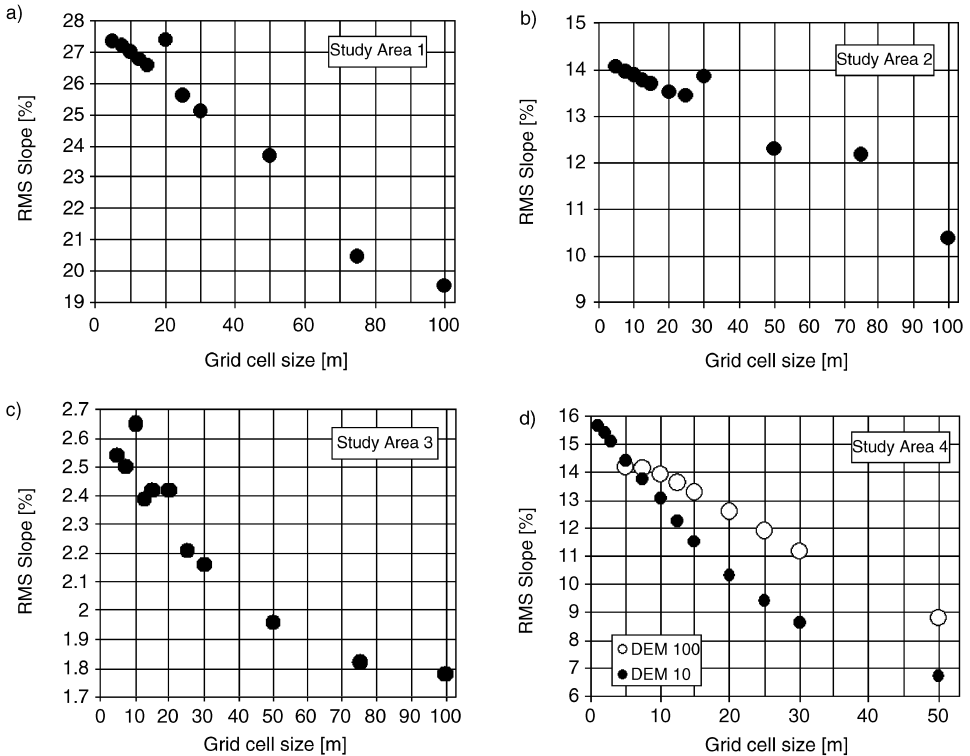 a)
28
27
26
25
24
23
22
21
20
19
RMS Slope [%]
Study Area 1
0 20 40 60 80 100
Grid cell size [m]
b)
15
14
13
12
11
10
9
RMS Slope [%]
Study Area 2
0 10 20 30 40 50 60 70 80 90 100
Grid cell size [m]
c)
2.7
2.6
2.5
2.4
2.3
2.2
2.1
2
1.9
1.8
1.7
RMS Slope [%]
Study Area 3
0 10 20 30 40 50 60 70 80 90 100
Grid cell size [m]
d)
16
15
14
13
12
11
10
9
8
7
6
RMS Slope [%]
Study Area 4
DEM 100
DEM 10
0 10 20 30 40 50
Grid cell size [m]